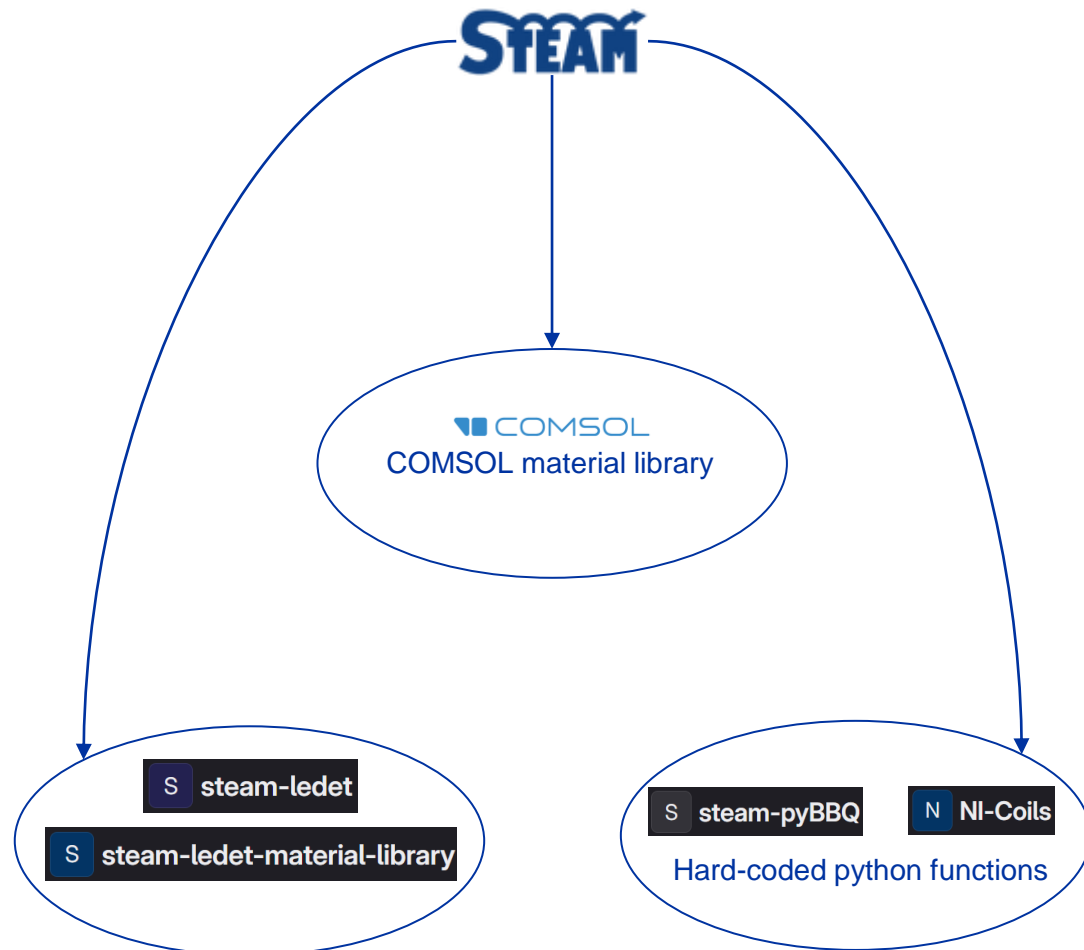 STEAM
COMSOL
COMSOL material library
S steam-ledet
S steam-ledet-material-library
S steam-pyBBQ
N NI-Coils
Hard-coded python functions